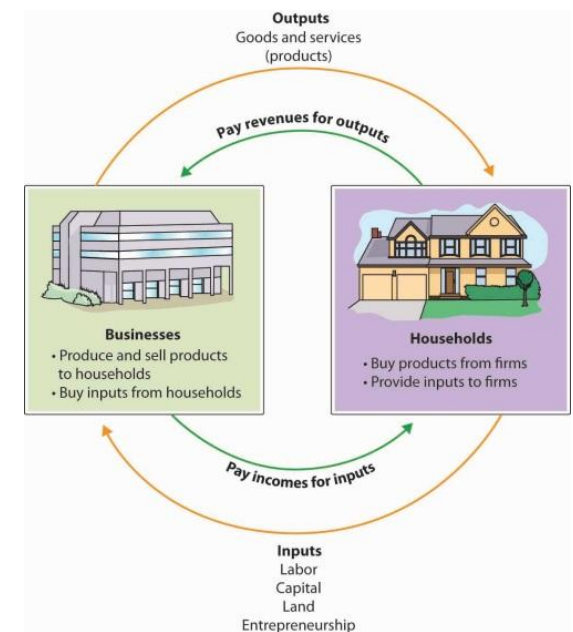 Outputs
Goods and services
(products)
Pay revenues for outputs
Businesses
• Produce and sell products
to households
• Buy inputs from households
Households
• Buy products from firms
• Provide inputs to firms
Pay incomes for inputs
Inputs
Labor
Capital
Land
Entrepreneurship